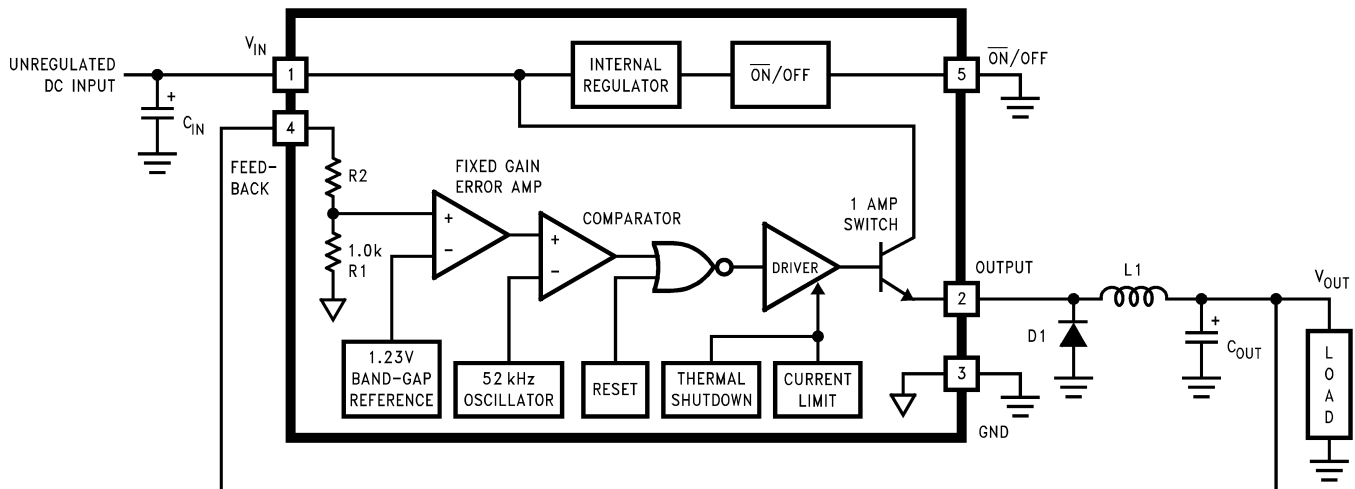 UNREGULATED
DC INPUT
V_IN
1
+
C_IN
4
FEED-
BACK
R2
1.0k
R1
FIXED GAIN
ERROR AMP
+
-
COMPARATOR
+
-
INTERNAL
REGULATOR
ON/OFF
5
ON/OFF
1 AMP
SWITCH
DRIVER
1.23V
BAND-GAP
REFERENCE
52 kHz
OSCILLATOR
RESET
THERMAL
SHUTDOWN
CURRENT
LIMIT
OUTPUT
2
3
GND
D1
L1
+
C_OUT
V_OUT
LOAD